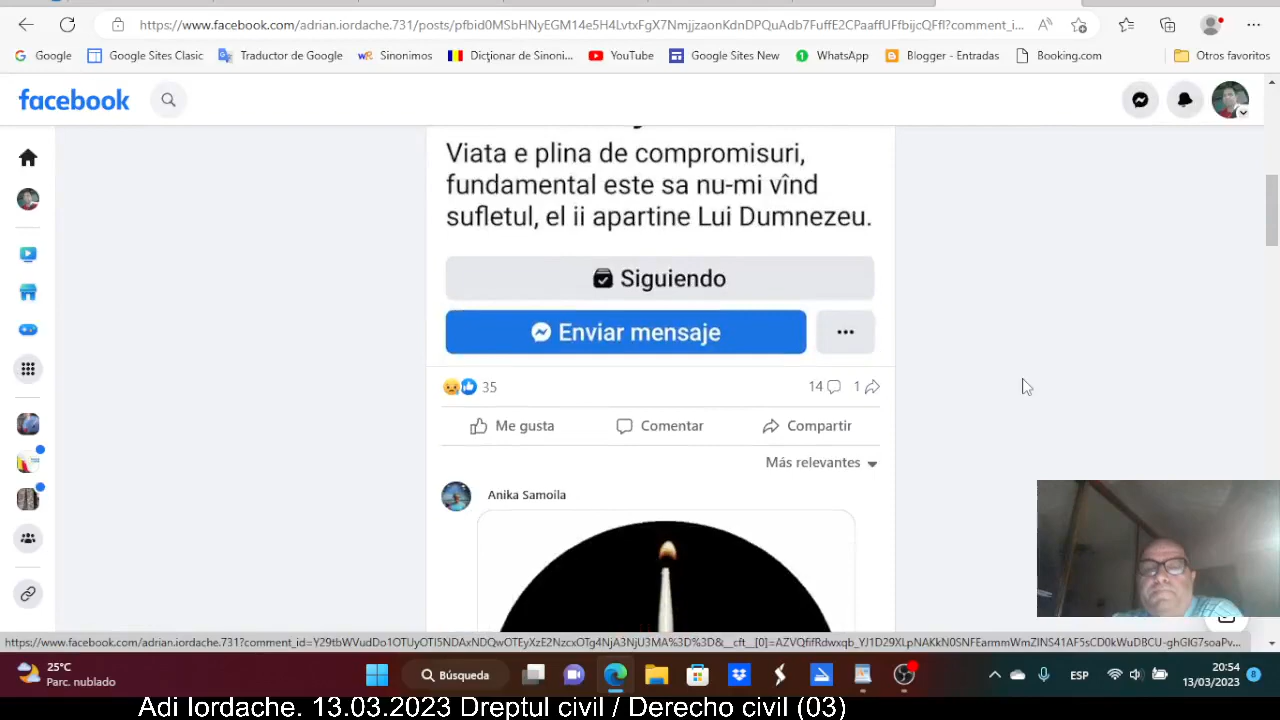 https://www.facebook.com/adrian.iordache.731/posts/pfbid0MSbHNyEGM14e5H4LvtxFgX7NmjjzaonKdnDPQuAdb7FuffE2CPaaffUFfbijcQFfl?comment_i...
Google Google Sites Clasic Traductor de Google Sinonimos Dicționar de Sinoni... YouTube Google Sites New WhatsApp Blogger - Entradas Booking.com Otros favoritos
facebook
Viata e plina de compromisuri,
fundamental este sa nu-mi vînd
sufletul, el ii apartine Lui Dumnezeu.
Siguiendo
Enviar mensaje
35 14 1
Me gusta Comentar Compartir
Más relevantes
Anika Samoila
25°C
Parc. nublado
Búsqueda
ESP
20:54
13/03/2023
8
Adi Iordache. 13.03.2023 Dreptul civil / Derecho civil (03)